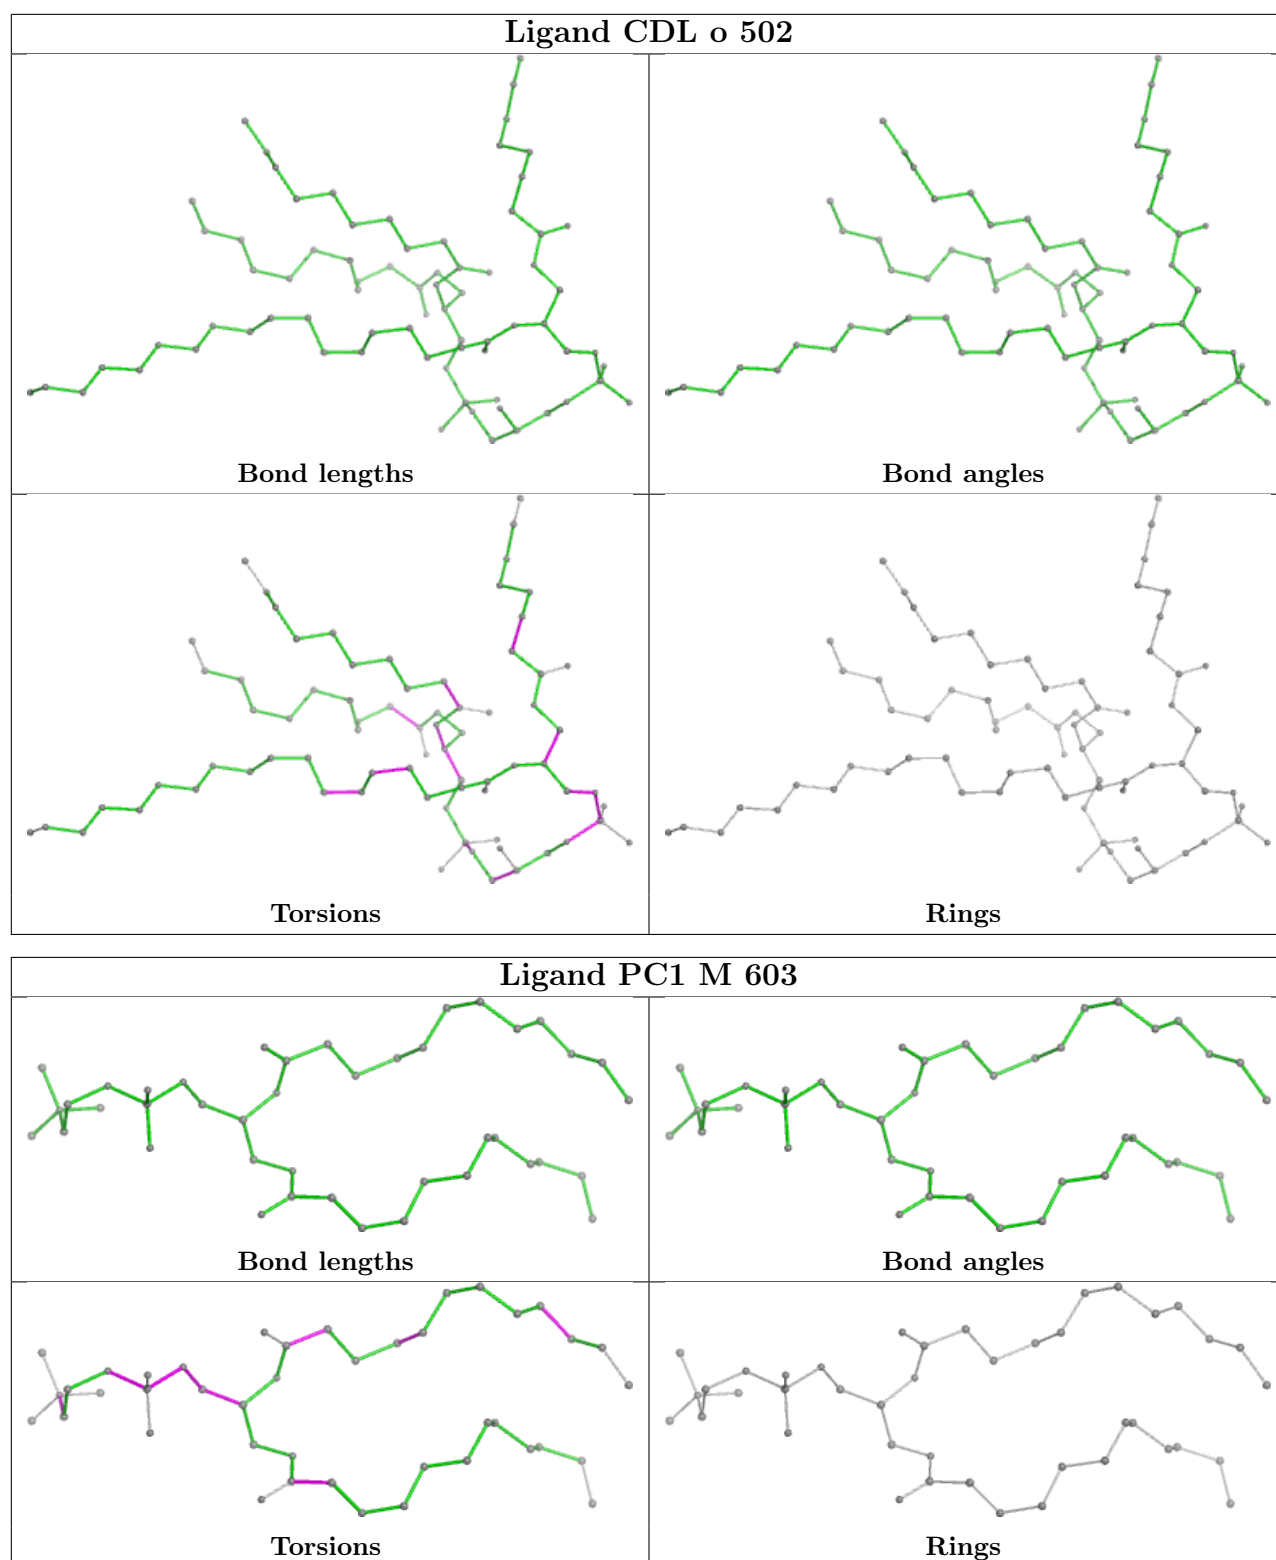 Ligand CDL o 502
Bond lengths
Bond angles
Torsions
Rings
Ligand PC1 M 603
Bond lengths
Bond angles
Torsions
Rings